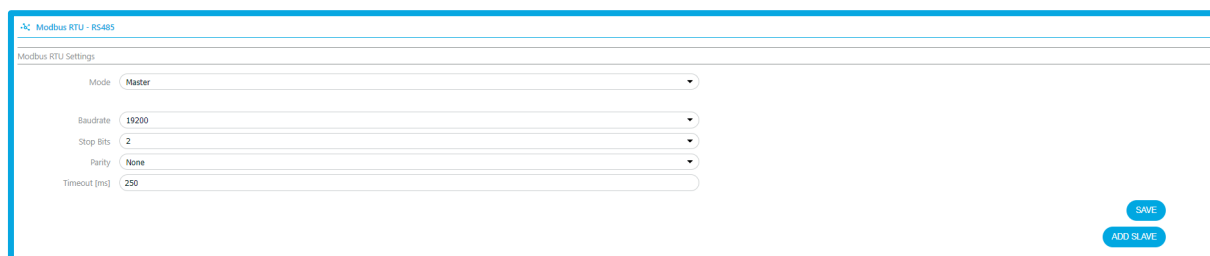 Modbus RTU - RS485
Modbus RTU Settings
Mode Master
Baudrate 19200
Stop Bits 2
Parity None
Timeout [ms] 250
SAVE
ADD SLAVE